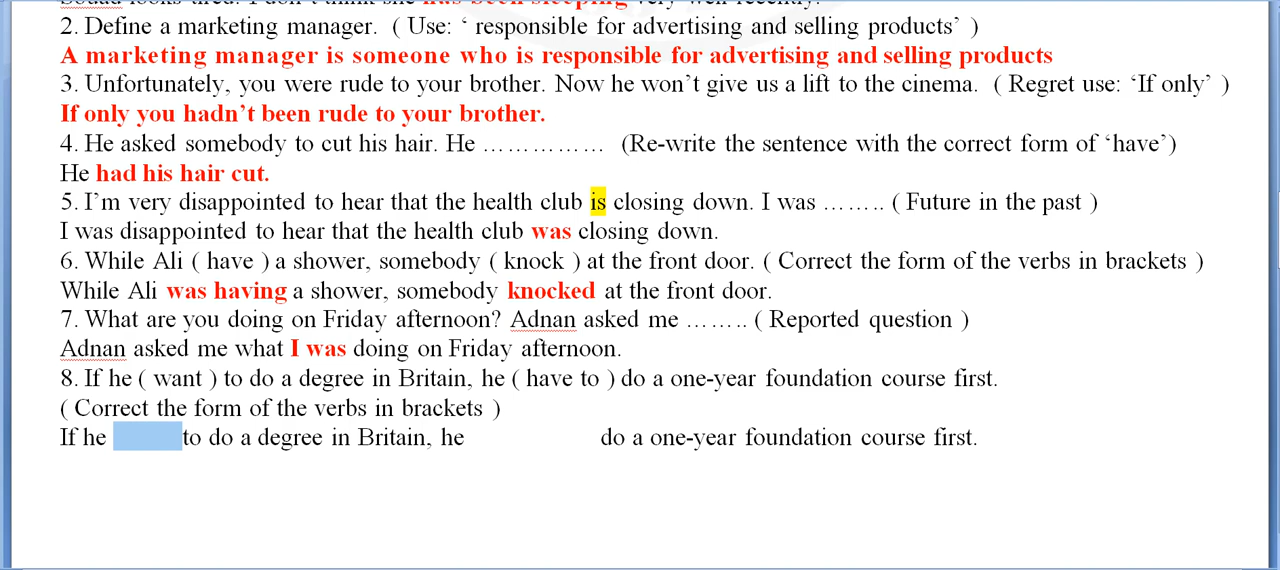 2. Define a marketing manager. ( Use: ‘ responsible for advertising and selling products’ )
A marketing manager is someone who is responsible for advertising and selling products
3. Unfortunately, you were rude to your brother. Now he won’t give us a lift to the cinema. ( Regret use: ‘If only’ )
If only you hadn’t been rude to your brother.
4. He asked somebody to cut his hair. He ………… (Re-write the sentence with the correct form of ‘have’)
He had his hair cut.
5. I’m very disappointed to hear that the health club is closing down. I was …….. ( Future in the past )
I was disappointed to hear that the health club was closing down.
6. While Ali ( have ) a shower, somebody ( knock ) at the front door. ( Correct the form of the verbs in brackets )
While Ali was having a shower, somebody knocked at the front door.
7. What are you doing on Friday afternoon? Adnan asked me …….. ( Reported question )
Adnan asked me what I was doing on Friday afternoon.
8. If he ( want ) to do a degree in Britain, he ( have to ) do a one-year foundation course first.
( Correct the form of the verbs in brackets )
If he to do a degree in Britain, he do a one-year foundation course first.